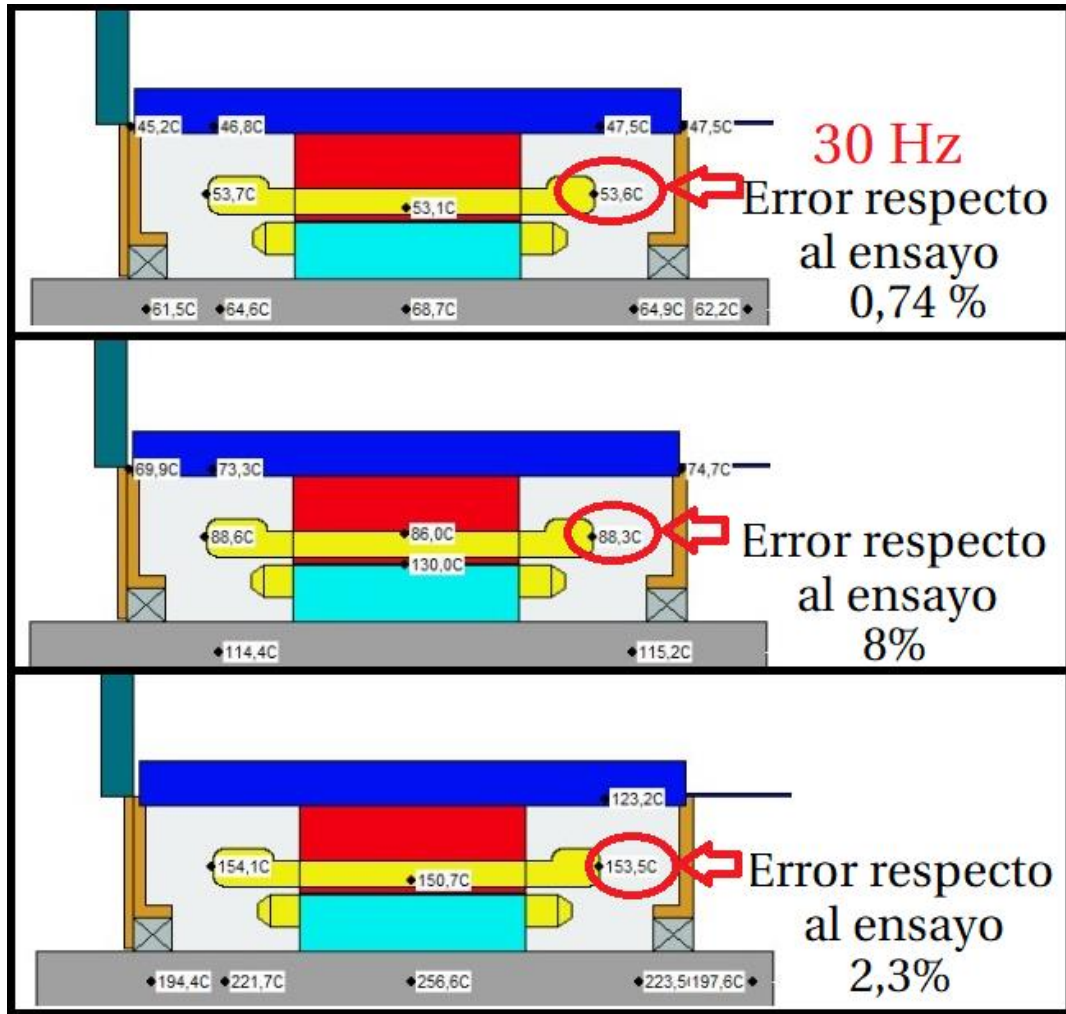 45,2C 46,8C 47,5C 47,5C
30 Hz
53,7C 53,1C 53,6C
Error respecto
al ensayo
0,74 %
61,5C 64,6C 68,7C 64,9C 62,2C
69,9C 73,3C 74,7C
88,6C 86,0C 88,3C
130,0C
Error respecto
al ensayo
8%
114,4C 115,2C
123,2C
154,1C 150,7C 153,5C
Error respecto
al ensayo
2,3%
194,4C 221,7C 256,6C 223,5 197,6C